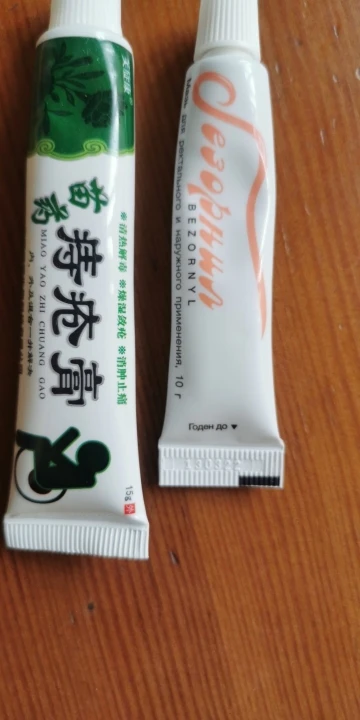 苗药
痔疮膏
MIAO YAO ZHI CHUANG GAO
※清热解毒 ※燥湿敛疮 ※消肿止痛
15g
Мазь для ректального и наружного применения, 10 г
Безорнил
BEZORNYL
Годен до
130322